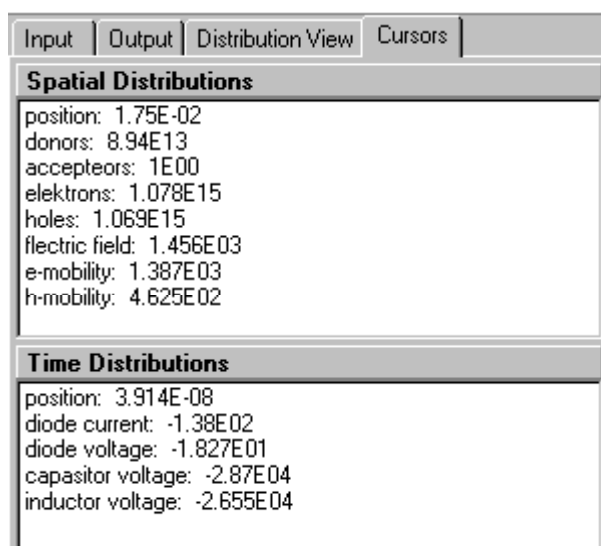 Input Output Distribution View Cursors
Spatial Distributions
position: 1.75E-02
donors: 8.94E13
accepteors: 1E00
elektrons: 1.078E15
holes: 1.069E15
flectric field: 1.456E03
e-mobility: 1.387E03
h-mobility: 4.625E02
Time Distributions
position: 3.914E-08
diode current: -1.38E02
diode voltage: -1.827E01
capasitor voltage: -2.87E04
inductor voltage: -2.655E04